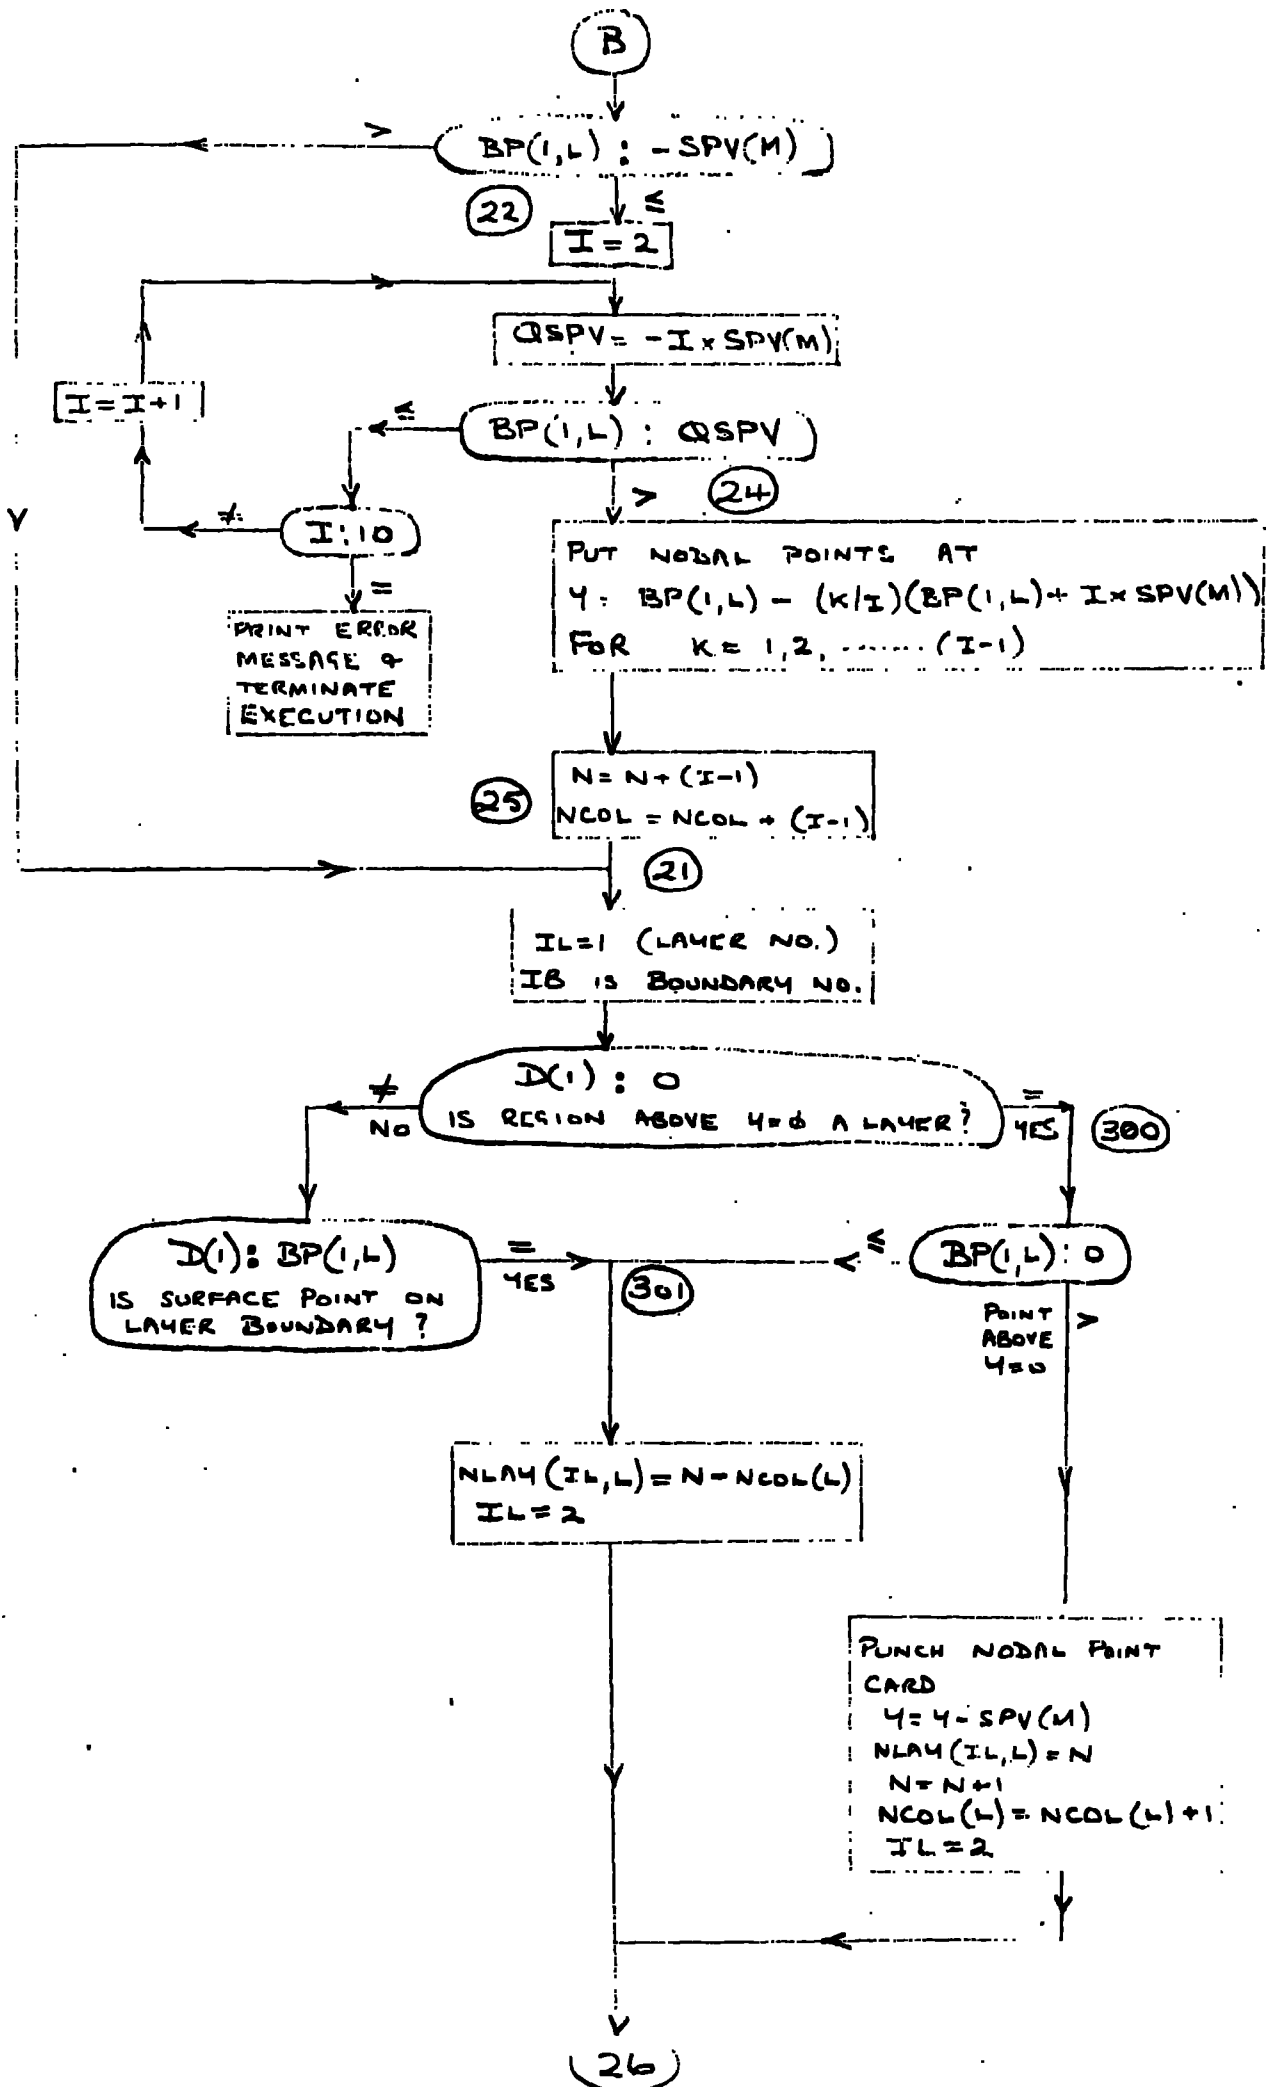 B
>
BP(1,L) : -SPV(M)
22
≤
I = 2
QSPV = -I x SPV(M)
I = I+1
≤
BP(1,L) : QSPV
>
24
≠
I : 10
=
PUT NODAL POINTS AT
Y = BP(1,L) - (K/I)(BP(1,L) + I x SPV(M))
FOR K = 1,2, ...... (I-1)
PRINT ERROR
MESSAGE &
TERMINATE
EXECUTION
>
25
N = N + (I-1)
NCOL = NCOL + (I-1)
21
IL=1 (LAYER NO.)
IB IS BOUNDARY NO.
D(1) : 0
IS REGION ABOVE Y=0 A LAYER?
≠
NO
=
YES
300
D(1) : BP(1,L)
IS SURFACE POINT ON
LAYER BOUNDARY ?
=
YES
301
≤
BP(1,L) : 0
POINT
ABOVE
Y=0
>
NLAY (IL,L) = N - NCOL(L)
IL = 2
PUNCH NODAL POINT
CARD
Y = Y - SPV(M)
NLAY (IL,L) = N
N = N+1
NCOL(L) = NCOL(L) +1
IL = 2
26